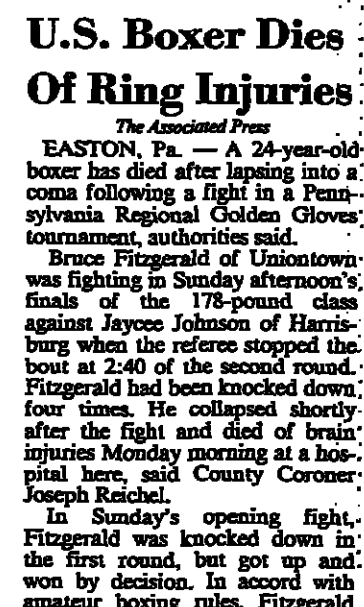 U.S. Boxer Dies
Of Ring Injuries
The Associated Press
EASTON, Pa. — A 24-year-old
boxer has died after lapsing into a
coma following a fight in a Penn-
sylvania Regional Golden Gloves
tournament, authorities said.
Bruce Fitzgerald of Uniontown
was fighting in Sunday afternoon's
finals of the 178-pound class
against Jaycee Johnson of Harris-
burg when the referee stopped the
bout at 2:40 of the second round.
Fitzgerald had been knocked down
four times. He collapsed shortly
after the fight and died of brain
injuries Monday morning at a hos-
pital here, said County Coroner
Joseph Reichel.
In Sunday's opening fight,
Fitzgerald was knocked down in
the first round, but got up and
won by decision. In accord with
amateur boxing rules, Fitzgerald